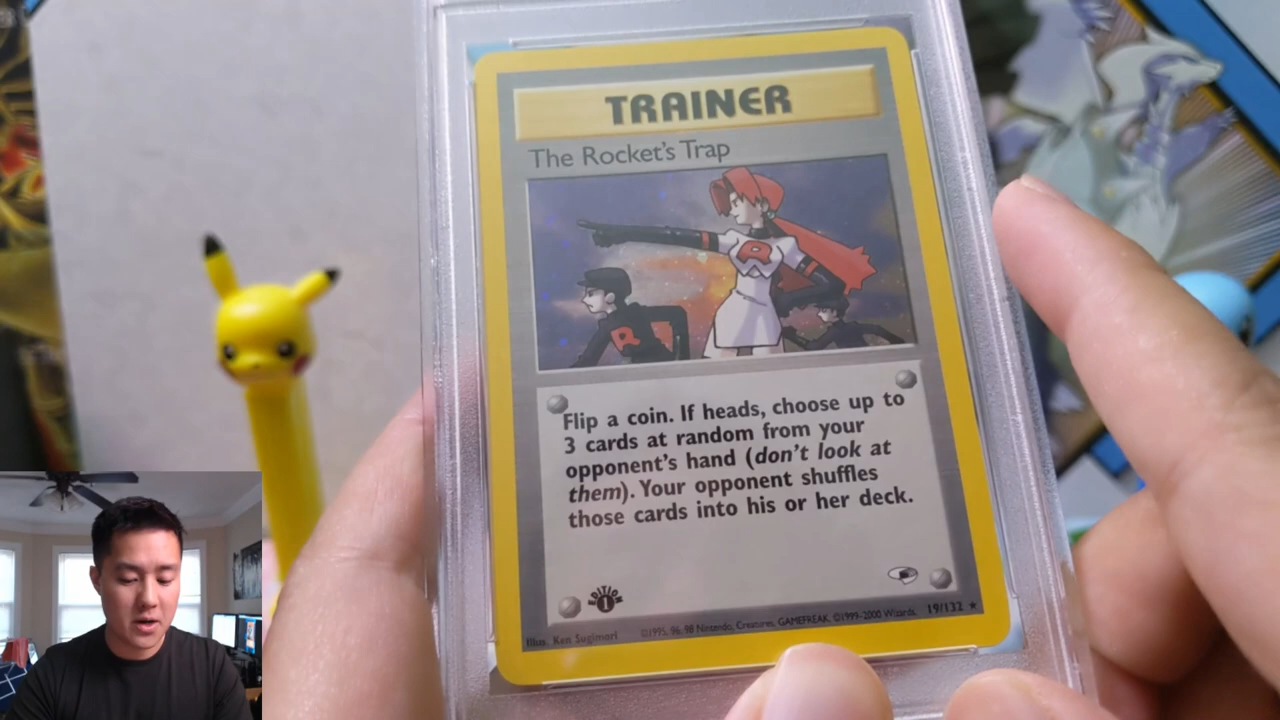 TRAINER
The Rocket's Trap
R
R
Flip a coin. If heads, choose up to
3 cards at random from your
opponent's hand (don't look at
them). Your opponent shuffles
those cards into his or her deck.
EDITION
1
Illus. Ken Sugimori ©1995, 96, 98 Nintendo, Creatures, GAMEFREAK. ©1999-2000 Wizards. 19/132 ★